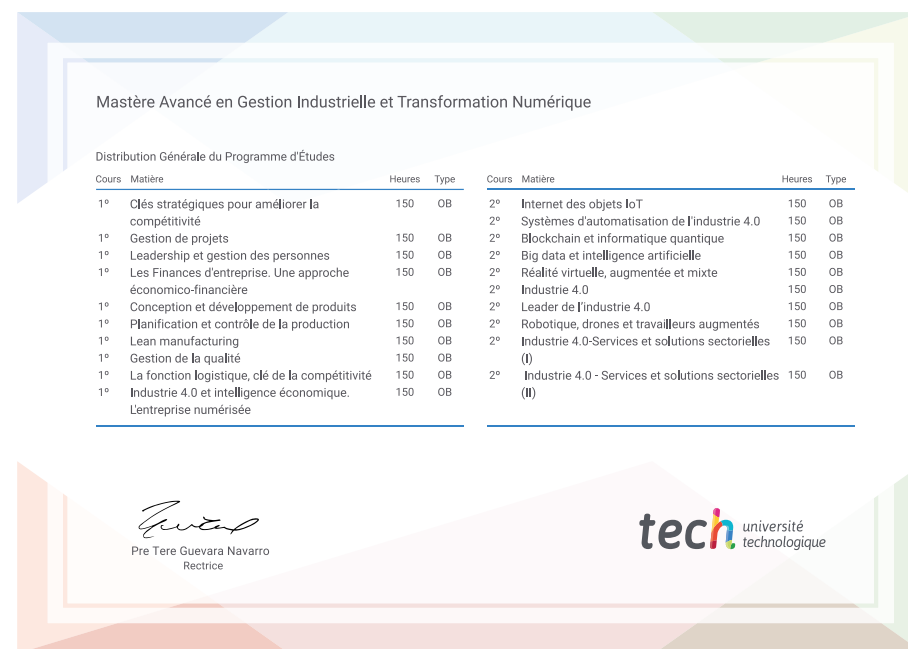 Mastère Avancé en Gestion Industrielle et Transformation Numérique
Distribution Générale du Programme d'Études
Cours Matière Heures Type
1º Clés stratégiques pour améliorer la 150 OB
compétitivité
1º Gestion de projets 150 OB
1º Leadership et gestion des personnes 150 OB
1º Les Finances d'entreprise. Une approche 150 OB
économico-financière
1º Conception et développement de produits 150 OB
1º Planification et contrôle de la production 150 OB
1º Lean manufacturing 150 OB
1º Gestion de la qualité 150 OB
1º La fonction logistique, clé de la compétitivité 150 OB
1º Industrie 4.0 et intelligence économique. 150 OB
L'entreprise numérisée
Cours Matière Heures Type
2º Internet des objets IoT 150 OB
2º Systèmes d'automatisation de l'industrie 4.0 150 OB
2º Blockchain et informatique quantique 150 OB
2º Big data et intelligence artificielle 150 OB
2º Réalité virtuelle, augmentée et mixte 150 OB
2º Industrie 4.0 150 OB
2º Leader de l'industrie 4.0 150 OB
2º Robotique, drones et travailleurs augmentés 150 OB
2º Industrie 4.0-Services et solutions sectorielles 150 OB
(I)
2º Industrie 4.0 - Services et solutions sectorielles 150 OB
(II)
Pre Tere Guevara Navarro
Rectrice
tech université
technologique